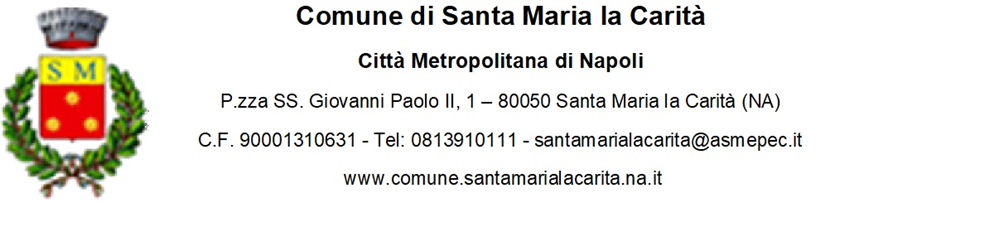 Comune di Santa Maria la Carità
Città Metropolitana di Napoli
P.zza SS. Giovanni Paolo II, 1 – 80050 Santa Maria la Carità (NA)
C.F. 90001310631 - Tel: 0813910111 - santamarialacarita@asmepec.it
www.comune.santamarialacarita.na.it
S M